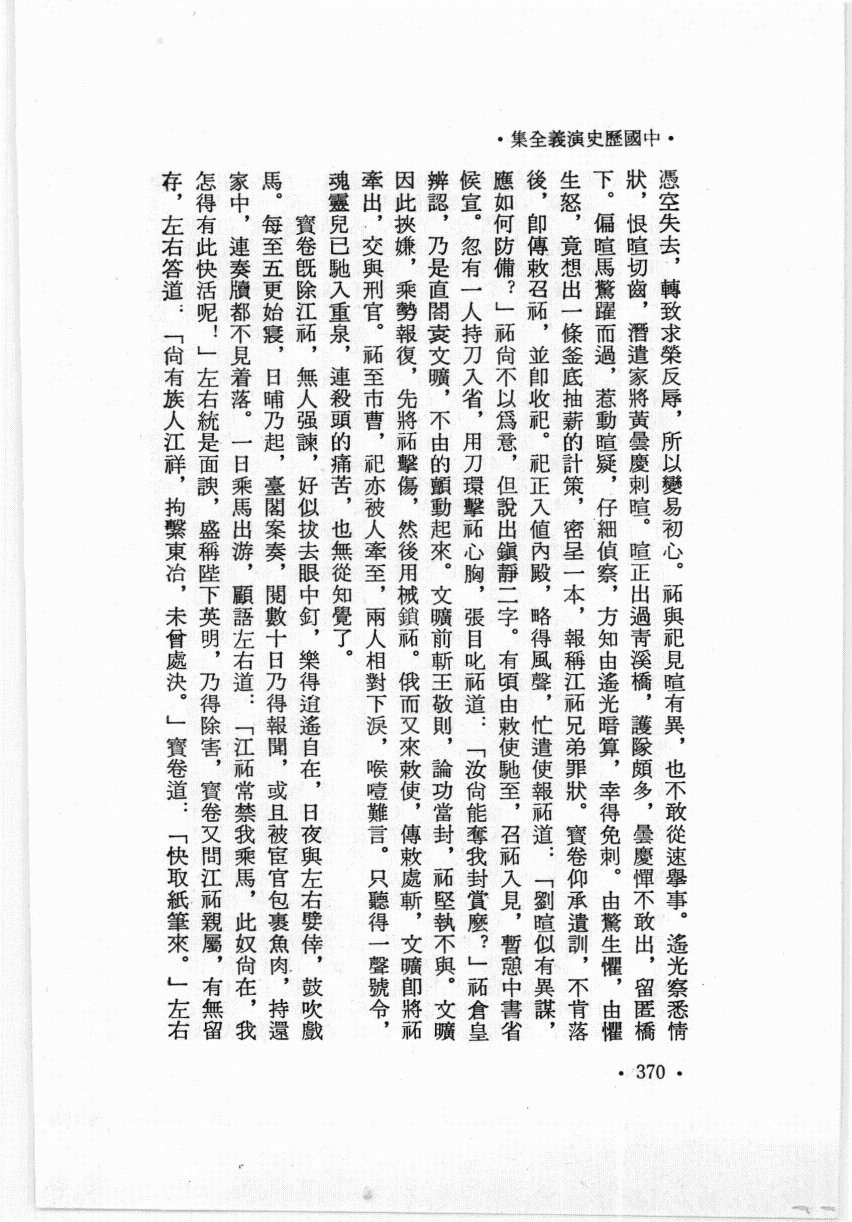 •中國歷史演義全集•
憑空失去，轉致求榮反辱，所以變易初心。祏與祀見暄有異，也不敢從速舉事。遙光察悉情
狀，恨暄切齒，潛遣家將黃曇慶刺暄。暄正出過青溪橋，護隊頗多，曇慶憚不敢出，留匿橋
下。偏暄馬驚躍而過，惹動暄疑，仔細偵察，方知由遙光暗算，幸得免刺。由驚生懼，由懼
生怒，竟想出一條釜底抽薪的計策，密呈一本，報稱江祏兄弟罪狀。寶卷仰承遺訓，不肯落
後，卽傳敕召祏，並卽收祀。祀正入値內殿，略得風聲，忙遣使報祏道：「劉暄似有異謀，
應如何防備？」祏尙不以爲意，但說出鎭靜二字。有頃由敕使馳至，召祏入見，暫憩中書省
候宣。忽有一人持刀入省，用刀環擊祏心胸，張目叱祏道：「汝尙能奪我封賞麼？」祏倉皇
辨認，乃是直閤袁文曠，不由的顫動起來。文曠前斬王敬則，論功當封，祏堅執不與。文曠
因此挾嫌，乘勢報復，先將祏擊傷，然後用械鎖祏。俄而又來敕使，傳敕處斬，文曠卽將祏
牽出，交與刑官。祏至市曹，祀亦被人牽至，兩人相對下淚，喉噎難言。只聽得一聲號令，
魂靈兒已馳入重泉，連殺頭的痛苦，也無從知覺了。
寶卷旣除江祏，無人强諫，好似拔去眼中釘，樂得逍遙自在，日夜與左右嬖倖，鼓吹戲
馬。每至五更始寢，日晡乃起，臺閣案奏，閱數十日乃得報聞，或且被宦官包裹魚肉，持還
家中，連奏牘都不見着落。一日乘馬出游，顧語左右道：「江祏常禁我乘馬，此奴尙在，我
怎得有此快活呢！」左右統是面諛，盛稱陛下英明，乃得除害，寶卷又問江祏親屬，有無留
存，左右答道：「尙有族人江祥，拘繫東冶，未曾處決。」寶卷道：「快取紙筆來。」左右
•370•